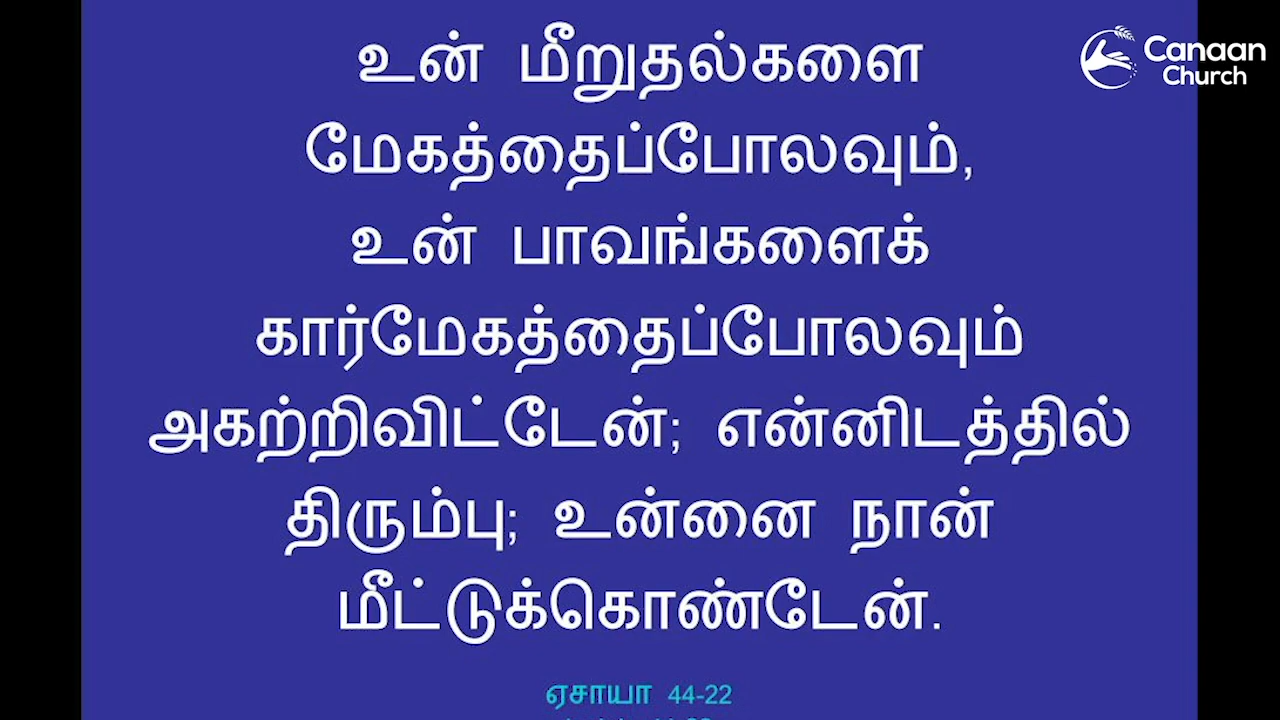 உன் மீறுதல்களை
மேகத்தைப்போலவும்,
உன் பாவங்களைக்
கார்மேகத்தைப்போலவும்
அகற்றிவிட்டேன்; என்னிடத்தில்
திரும்பு; உன்னை நான்
மீட்டுக்கொண்டேன்.
ஏசாயா 44-22
Canaan
Church